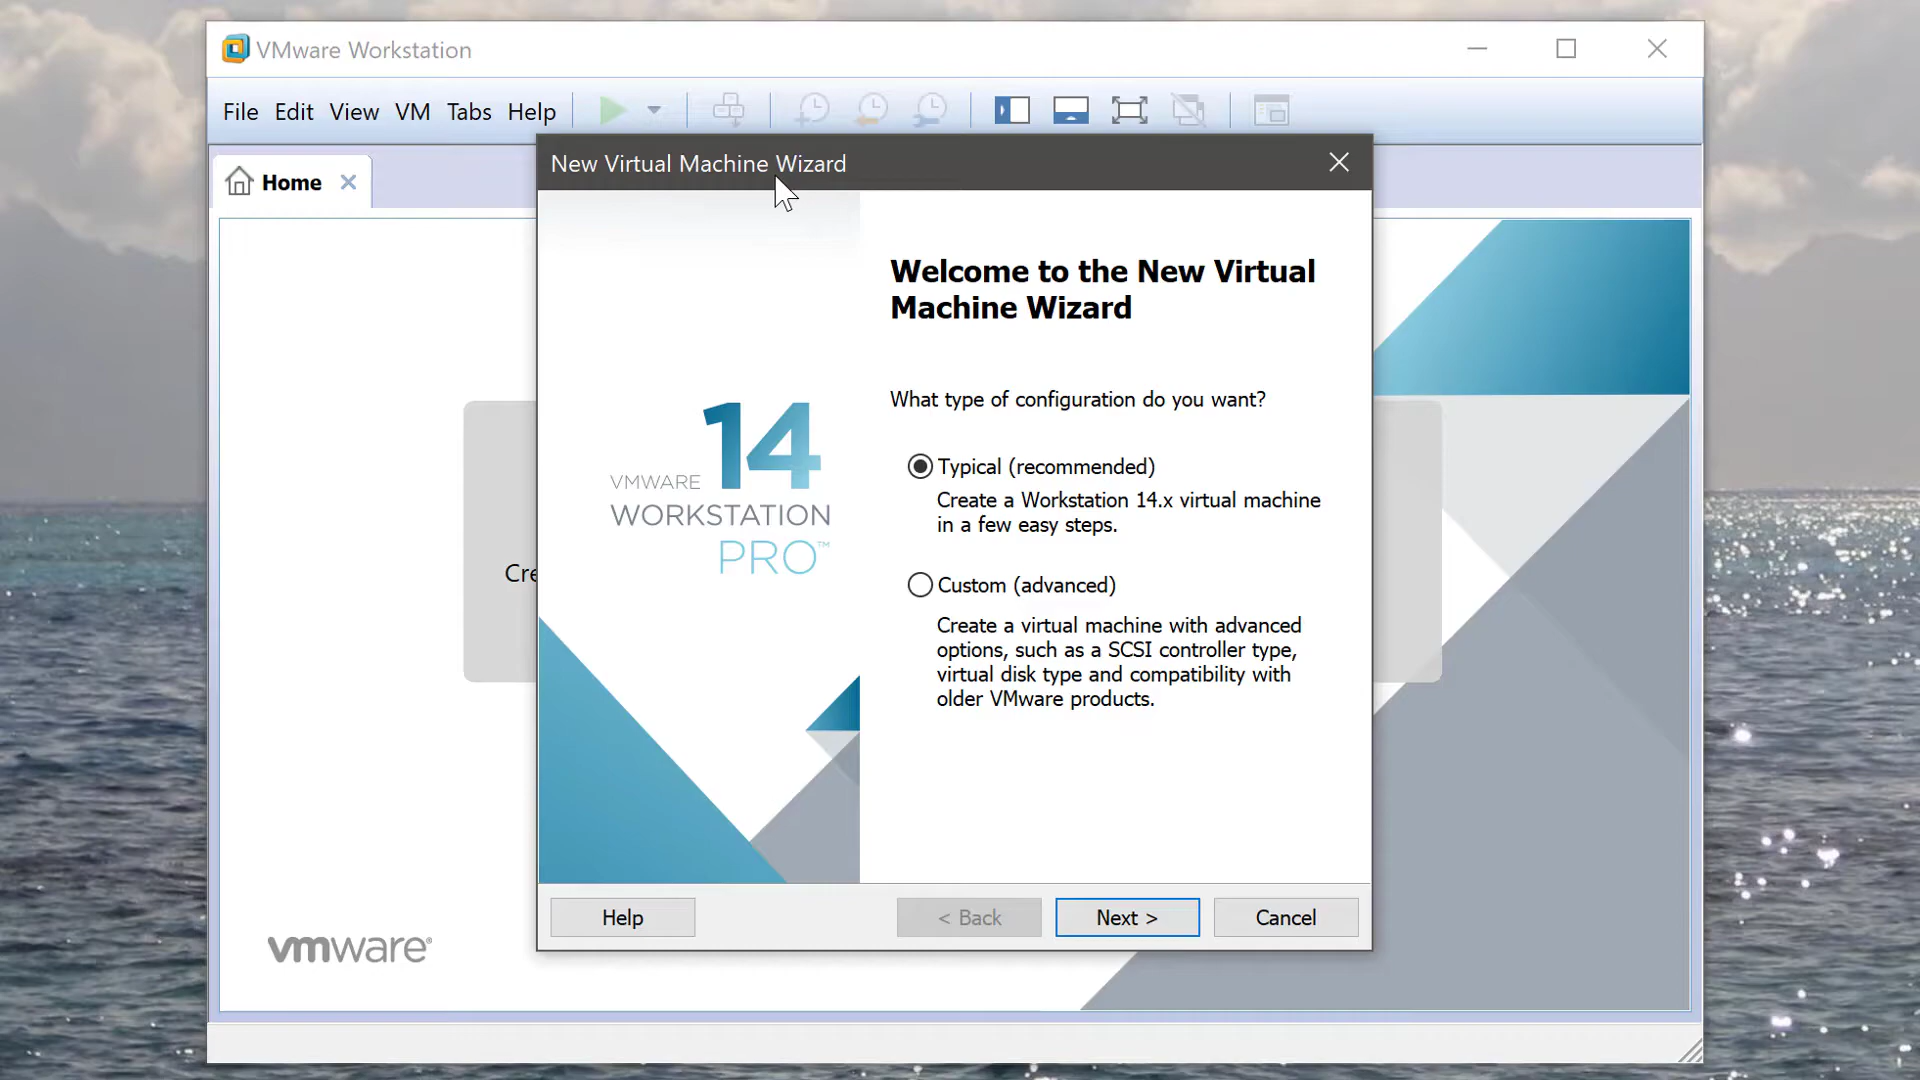 VMware Workstation
File Edit View VM Tabs Help
New Virtual Machine Wizard
Home
Welcome to the New Virtual
Machine Wizard
What type of configuration do you want?
Typical (recommended)
Create a Workstation 14.x virtual machine
in a few easy steps.
Custom (advanced)
Create a virtual machine with advanced
options, such as a SCSI controller type,
virtual disk type and compatibility with
older VMware products.
14
VMWARE
WORKSTATION
PRO™
Cre
Help
< Back
Next >
Cancel
vmware®